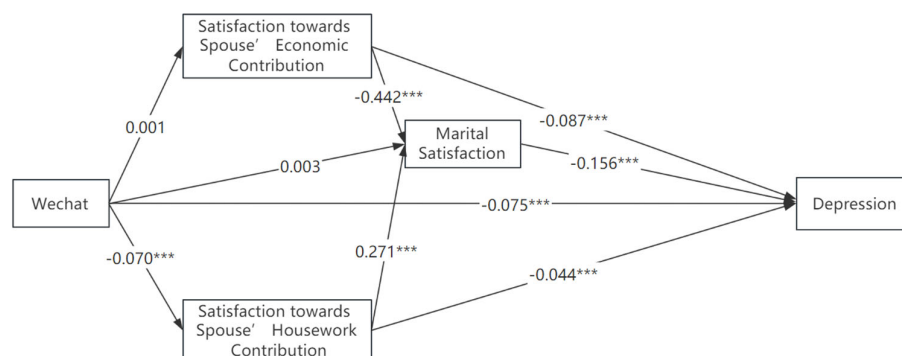 Satisfaction towards
Spouse' Economic
Contribution
-0.442***
0.001
-0.087***
Marital
Satisfaction
-0.156***
0.003
Wechat
-0.075***
Depression
-0.070***
0.271***
-0.044***
Satisfaction towards
Spouse' Housework
Contribution